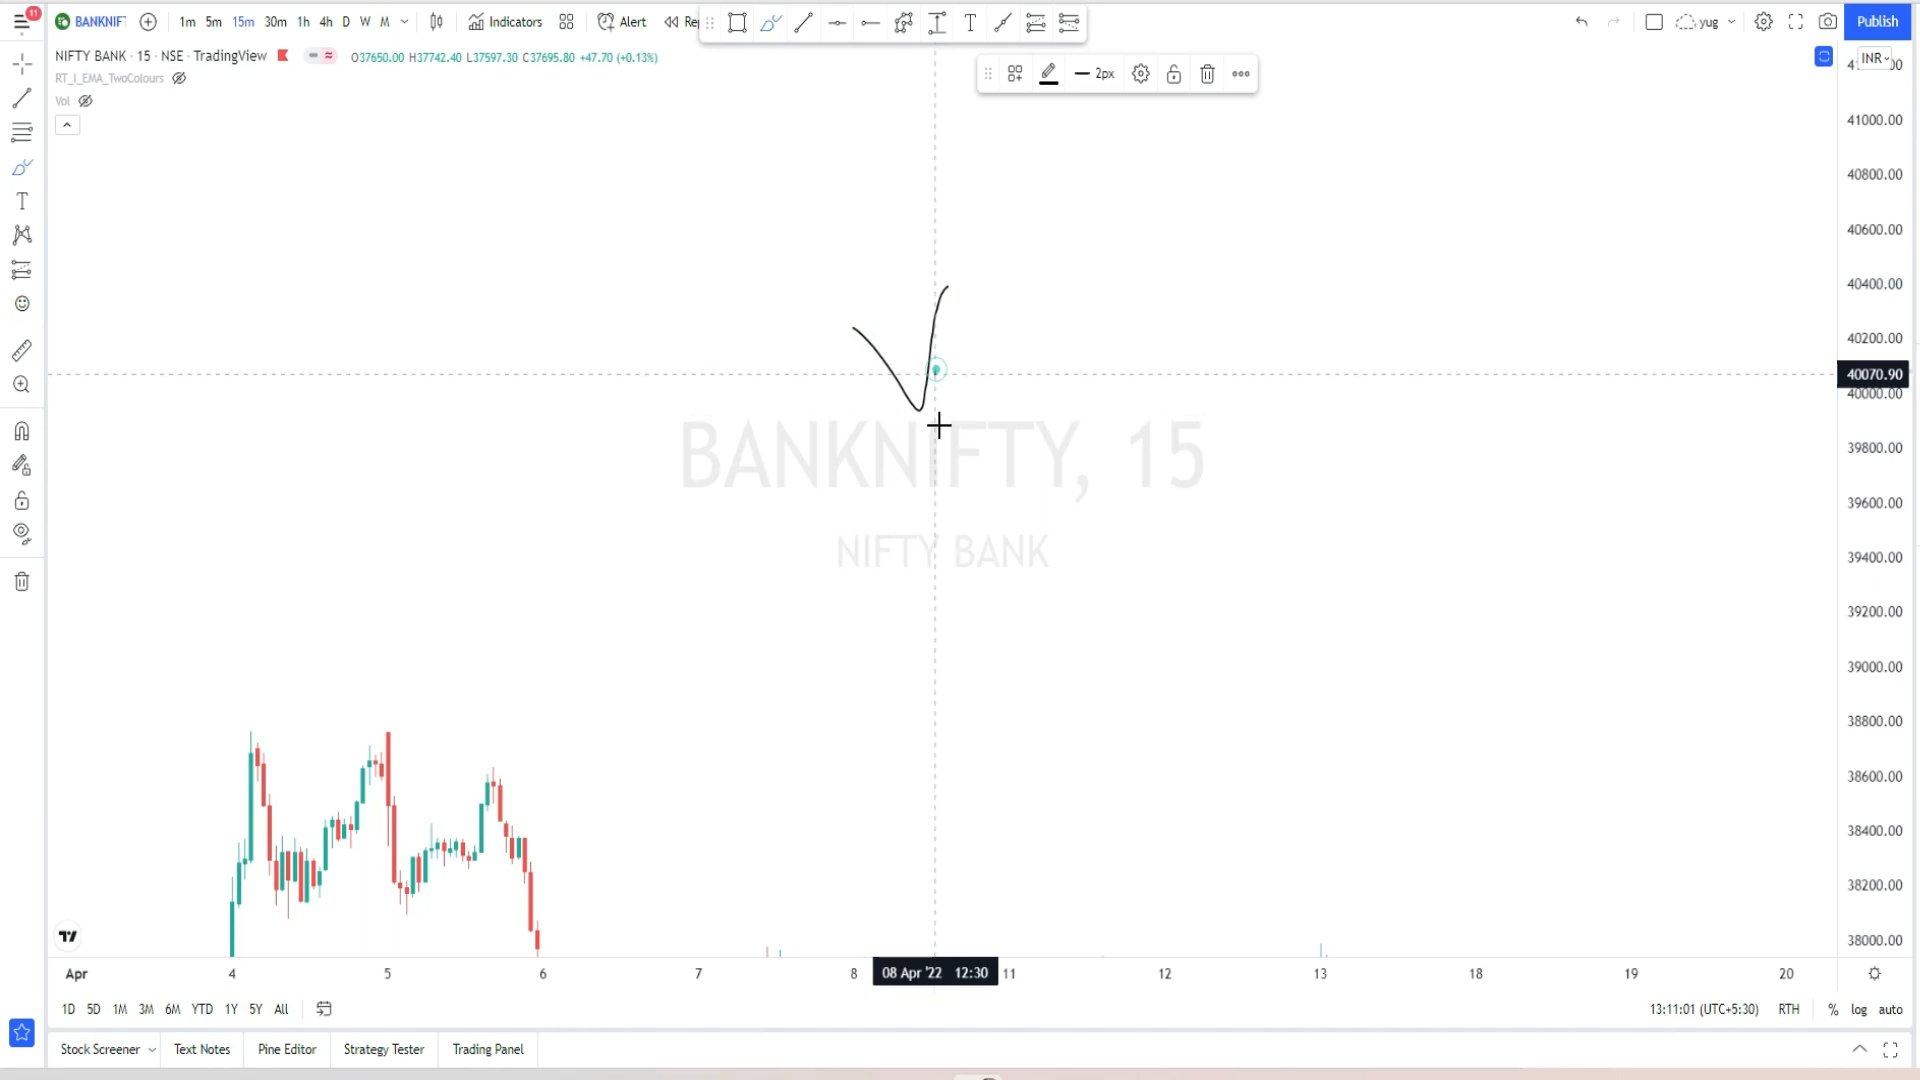 11
BANKNIFT
1m 5m 15m 30m 1h 4h D W M
Indicators
Alert
Re
yug
Publish
NIFTY BANK · 15 · NSE · TradingView
O37650.00 H37742.40 L37597.30 C37695.80 +47.70 (+0.13%)
RT_I_EMA_TwoColours
Vol
2px
INR
41000.00
40800.00
40600.00
40400.00
40200.00
40070.90
40000.00
39800.00
39600.00
39400.00
39200.00
39000.00
38800.00
38600.00
38400.00
38200.00
38000.00
BANKNIFTY, 15
NIFTY BANK
Apr 4 5 6 7 8 08 Apr '22 12:30 11 12 13 18 19 20
1D 5D 1M 3M 6M YTD 1Y 5Y All
13:11:01 (UTC+5:30) RTH % log auto
Stock Screener Text Notes Pine Editor Strategy Tester Trading Panel